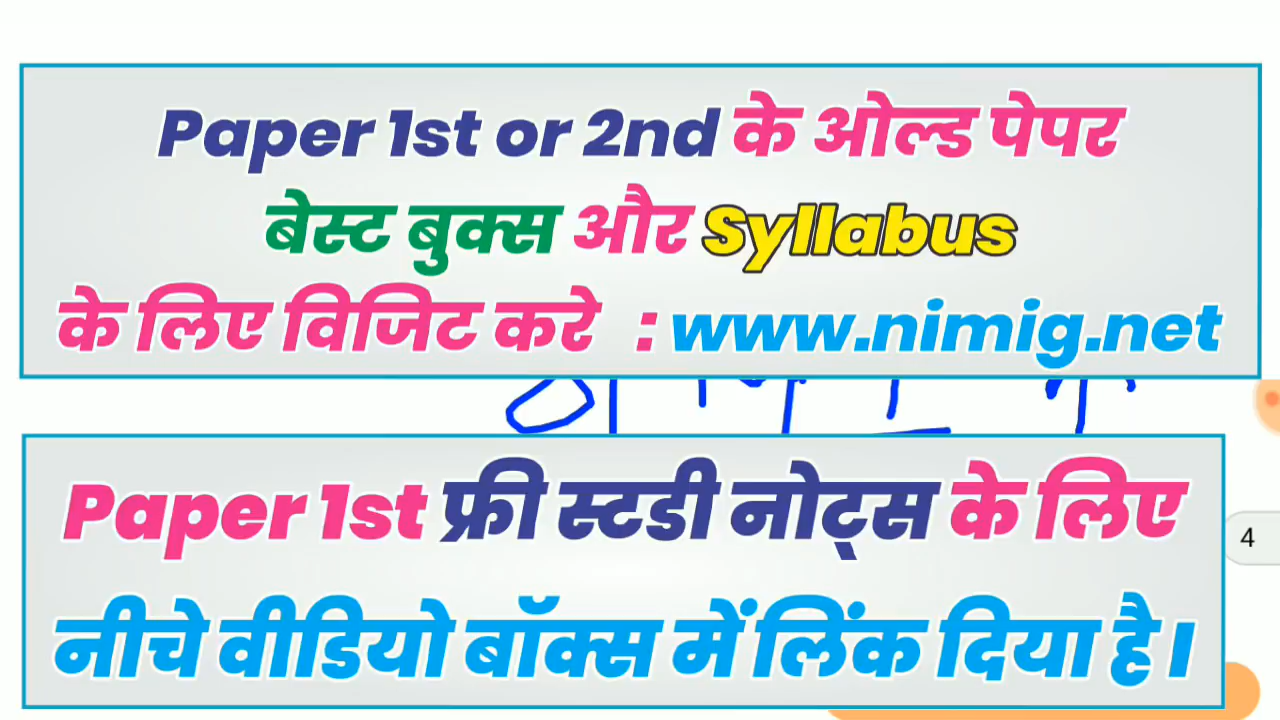 Paper 1st or 2nd के ओल्ड पेपर
बेस्ट बुक्स और Syllabus
के लिए विजिट करे : www.nimig.net
Paper 1st फ्री स्टडी नोट्स के लिए
4
नीचे वीडियो बॉक्स में लिंक दिया है।